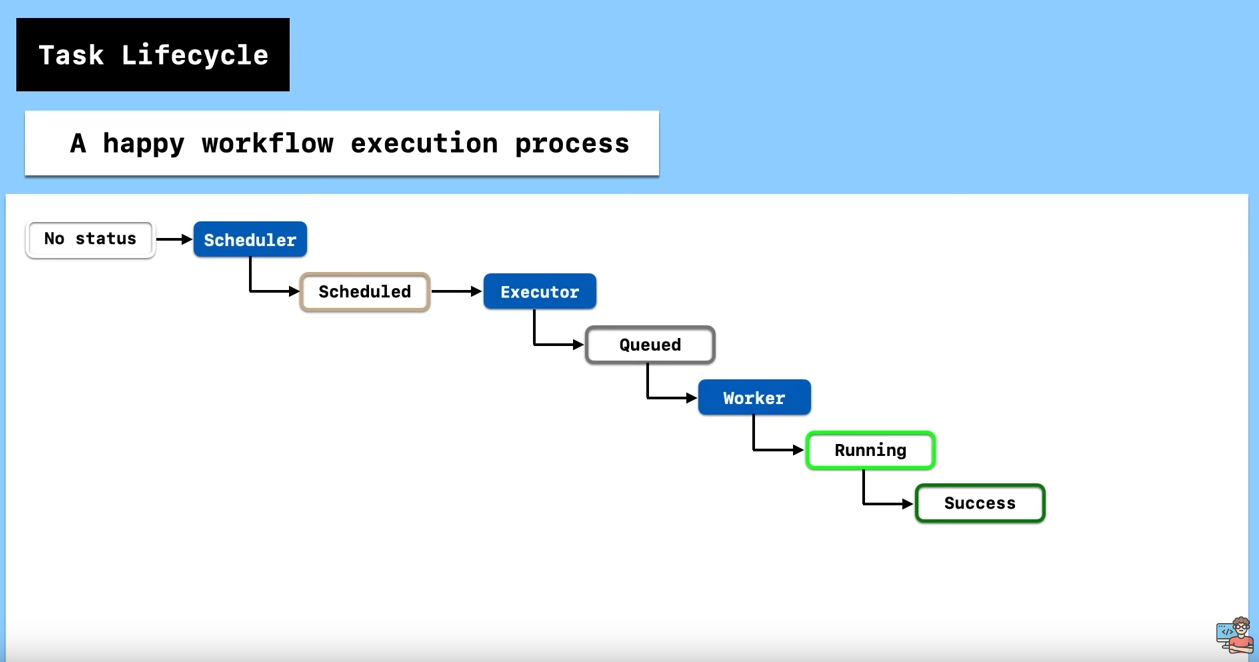 Task Lifecycle
A happy workflow execution process
No status
Scheduler
Scheduled
Executor
Queued
Worker
Running
Success